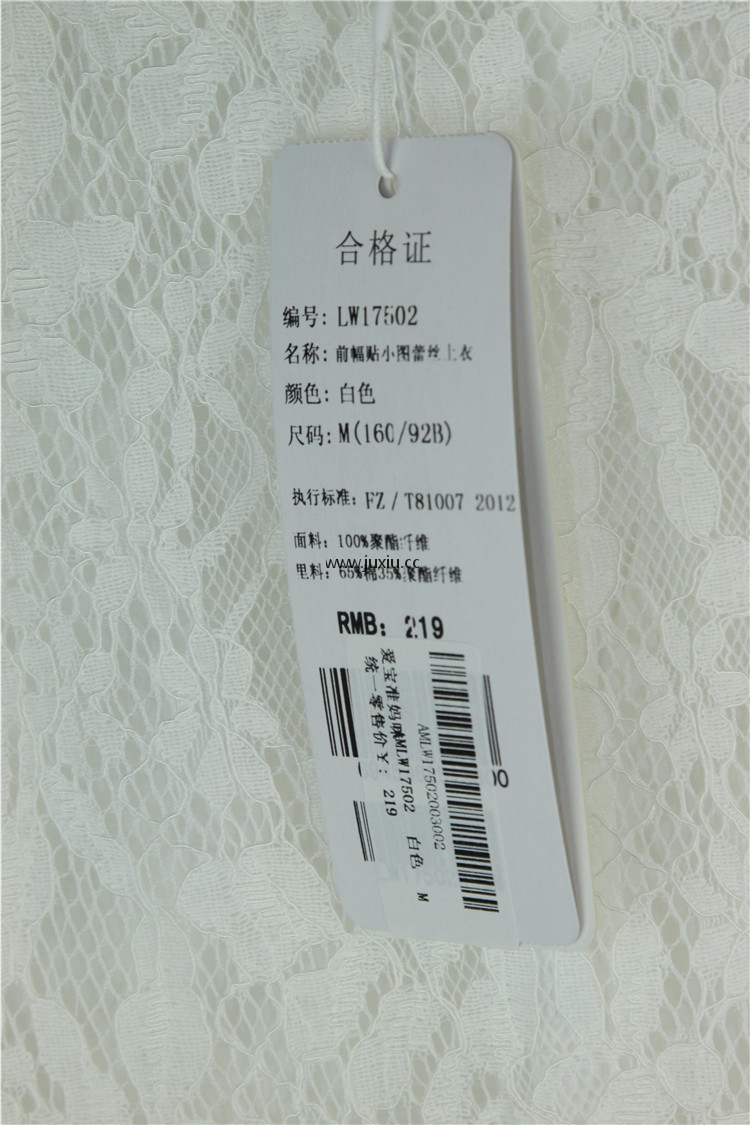 合格证
编号: LW17502
名称: 前幅贴小图蕾丝上衣
颜色: 白色
尺码: M(160/92B)
执行标准: FZ/T81007 2012
面料: 100%聚酯纤维
www.juxiu.cc
里料: 65%棉35%聚酯纤维
RMB: 219
AMLW17502003002
爱宝准妈咪AMLW17502 白色 M
统一零售价¥: 219
00